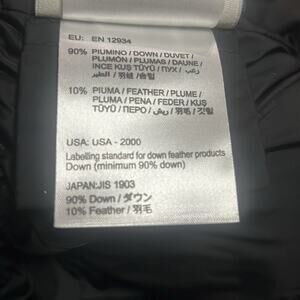 EU: EN 12934
90% PIUMINO / DOWN / DUVET /
PLUMÓN / PLUMAS / DAUNE /
INCE KUŞ TÜYÜ / ПУХ / زغب /
الطير / 羽絨 / 솜털
10% PIUMA / FEATHER / PLUME /
PLUMA / PENA / FEDER / KUŞ
TÜYÜ / ПЕРО / ريش / 羽毛 / 깃털
USA: USA - 2000
Labelling standard for down feather products
Down (minimum 90% down)
JAPAN:JIS 1903
90% Down / ダウン
10% Feather / 羽毛